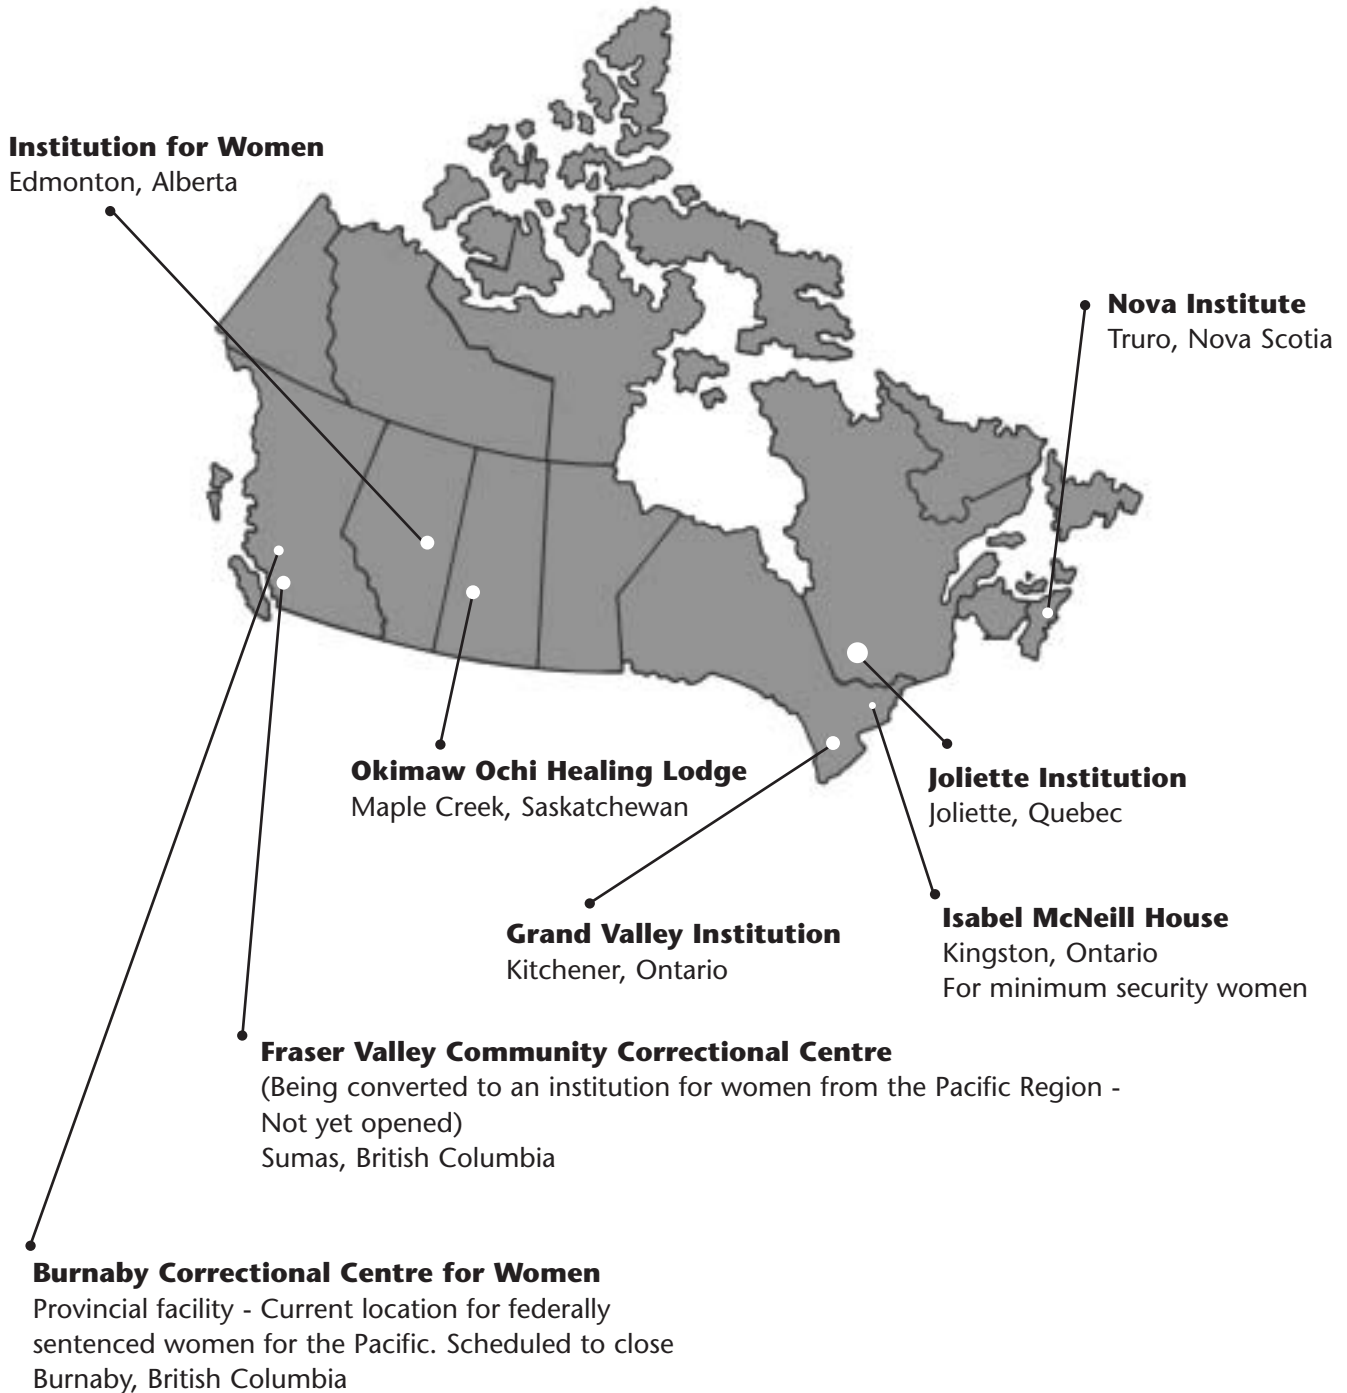 Institution for Women
Edmonton, Alberta
Nova Institute
Truro, Nova Scotia
Okimaw Ochi Healing Lodge
Maple Creek, Saskatchewan
Joliette Institution
Joliette, Quebec
Grand Valley Institution
Kitchener, Ontario
Isabel McNeill House
Kingston, Ontario
For minimum security women
Fraser Valley Community Correctional Centre
(Being converted to an institution for women from the Pacific Region -
Not yet opened)
Sumas, British Columbia
Burnaby Correctional Centre for Women
Provincial facility - Current location for federally
sentenced women for the Pacific. Scheduled to close
Burnaby, British Columbia